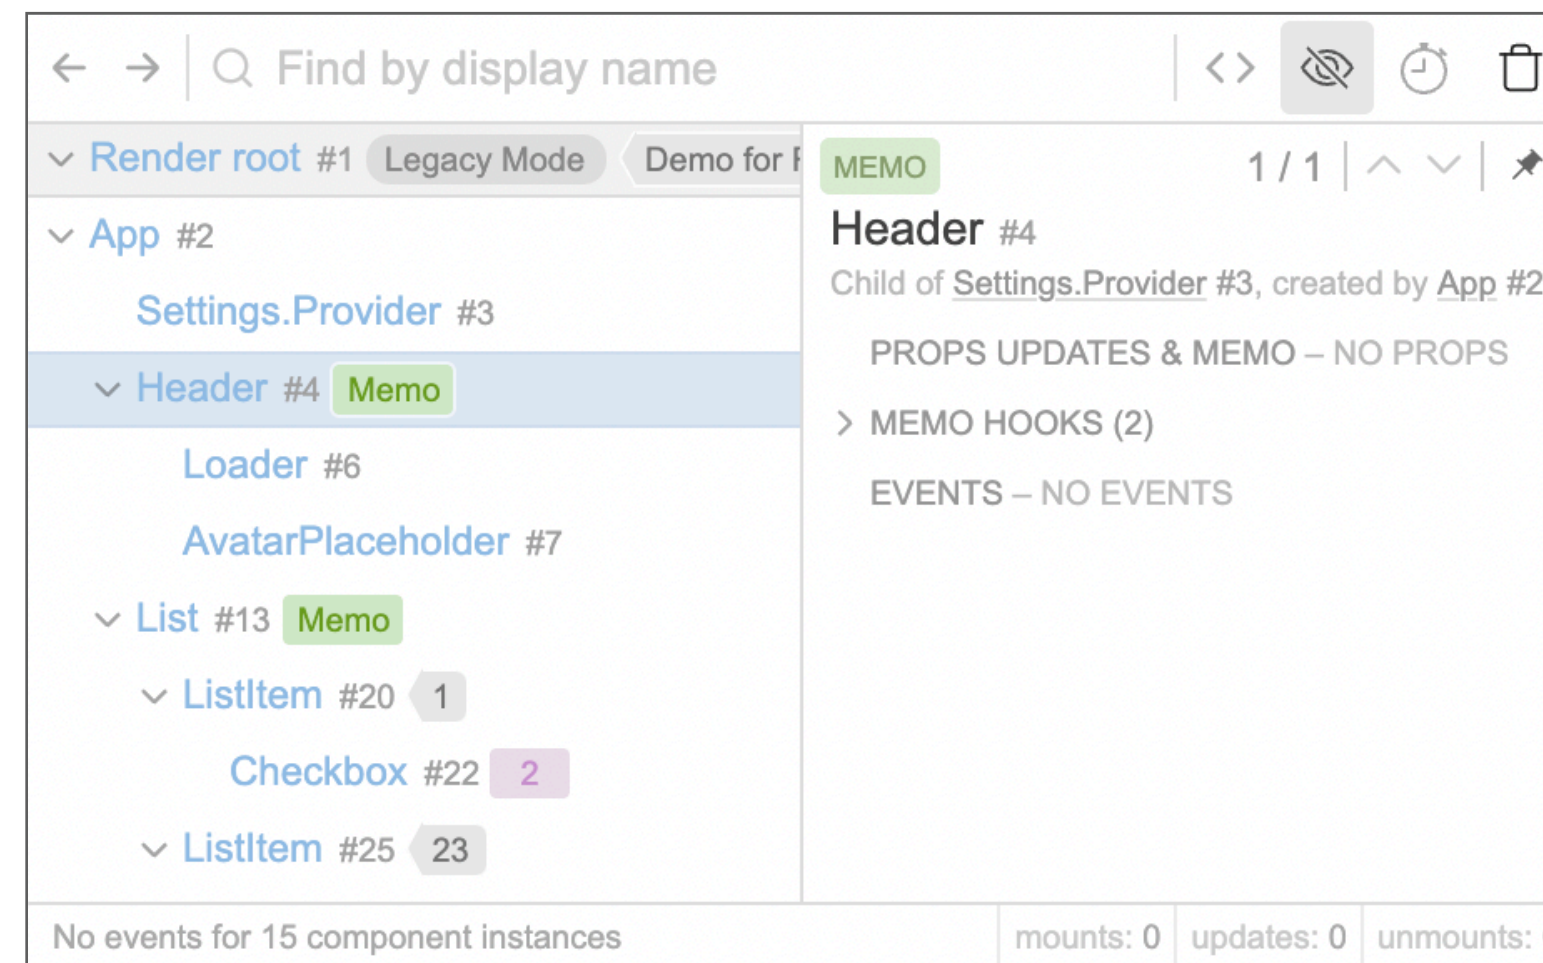 Find by display name
Render root #1 Legacy Mode Demo for
App #2
Settings.Provider #3
Header #4 Memo
Loader #6
AvatarPlaceholder #7
List #13 Memo
ListItem #20 1
Checkbox #22 2
ListItem #25 23
MEMO 1 / 1
Header #4
Child of Settings.Provider #3, created by App #2
PROPS UPDATES & MEMO – NO PROPS
MEMO HOOKS (2)
EVENTS – NO EVENTS
No events for 15 component instances
mounts: 0 updates: 0 unmounts: